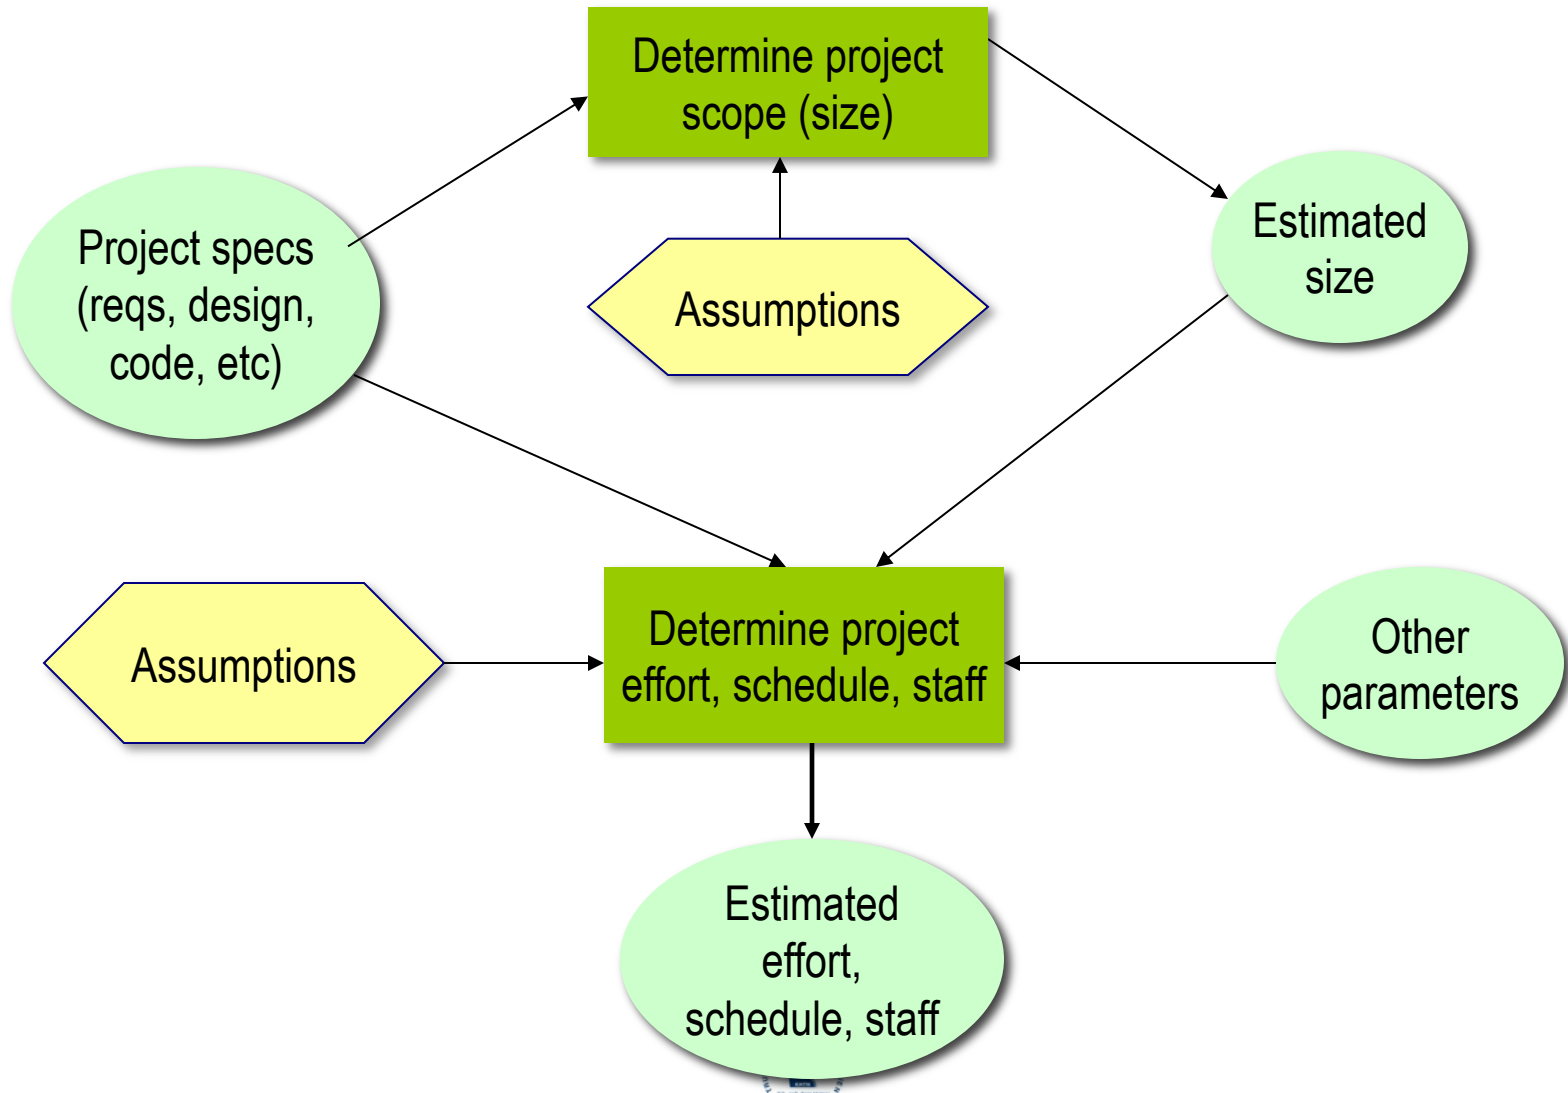 Determine project
scope (size)
Project specs
(reqs, design,
code, etc)
Assumptions
Estimated
size
Assumptions
Determine project
effort, schedule, staff
Other
parameters
Estimated
effort,
schedule, staff